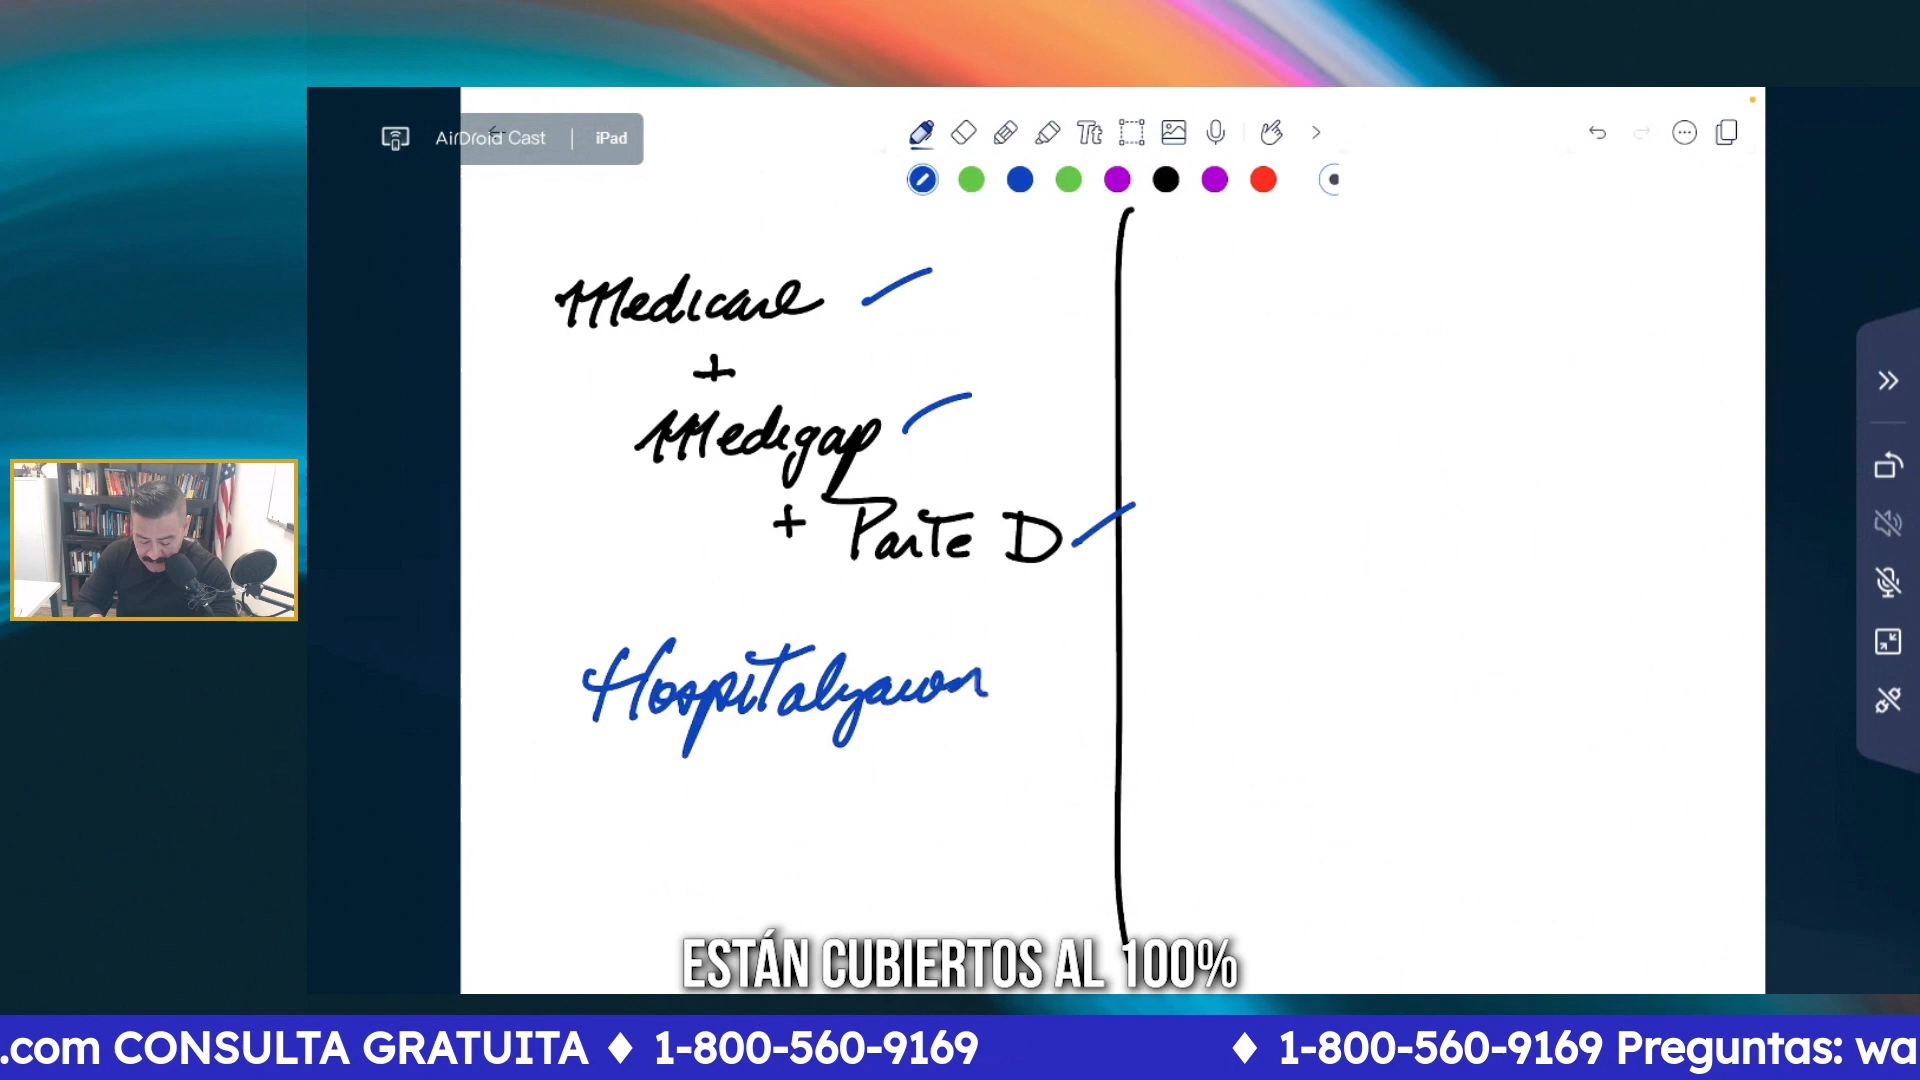 AirDroid Cast | iPad
Tt
Medicare
+
Medigap
+ Parte D
Hospitalización
ESTÁN CUBIERTOS AL 100%
.com CONSULTA GRATUITA ♦ 1-800-560-9169 ♦ 1-800-560-9169 Preguntas: wa